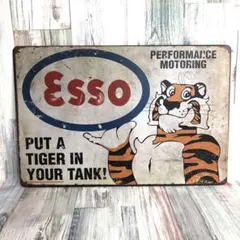 PERFORMANCE
MOTORING
Esso
PUT A
TIGER IN
YOUR TANK!